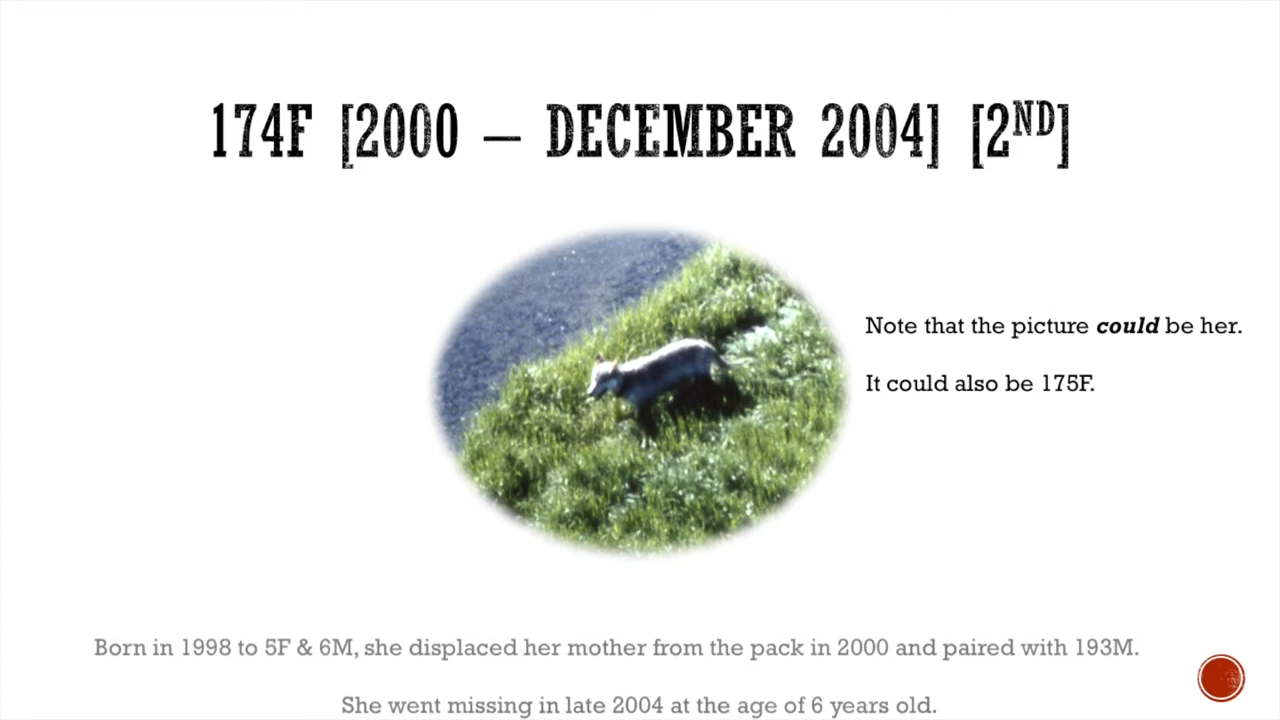 174F [2000 – DECEMBER 2004] [2ND]
Note that the picture could be her.
It could also be 175F.
Born in 1998 to 5F & 6M, she displaced her mother from the pack in 2000 and paired with 193M.
She went missing in late 2004 at the age of 6 years old.